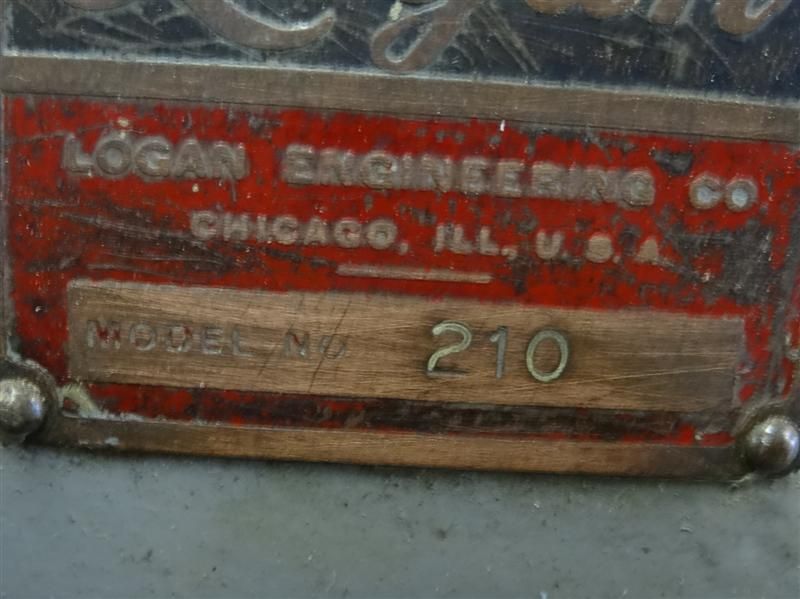 LOGAN ENGINEERING CO
CHICAGO, ILL., U.S.A.
MODEL NO 210